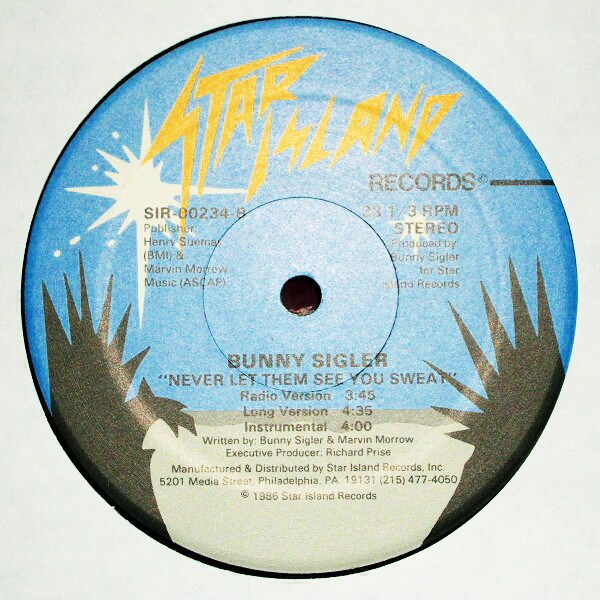 STAR ISLAND
RECORDS©
SIR-00234-B
Publisher:
Henry Suemay
(BMI) &
Marvin Morrow
Music (ASCAP)
33 1/3 RPM
STEREO
Produced by:
Bunny Sigler
for Star
Island Records
BUNNY SIGLER
"NEVER LET THEM SEE YOU SWEAT"
Radio Version 3:45
Long Version 4:35
Instrumental 4:00
Written by: Bunny Sigler & Marvin Morrow
Executive Producer: Richard Prise
Manufactured & Distributed by Star Island Records, Inc.
5201 Media Street, Philadelphia, PA. 19131 (215) 477-4050
© 1986 Star Island Records